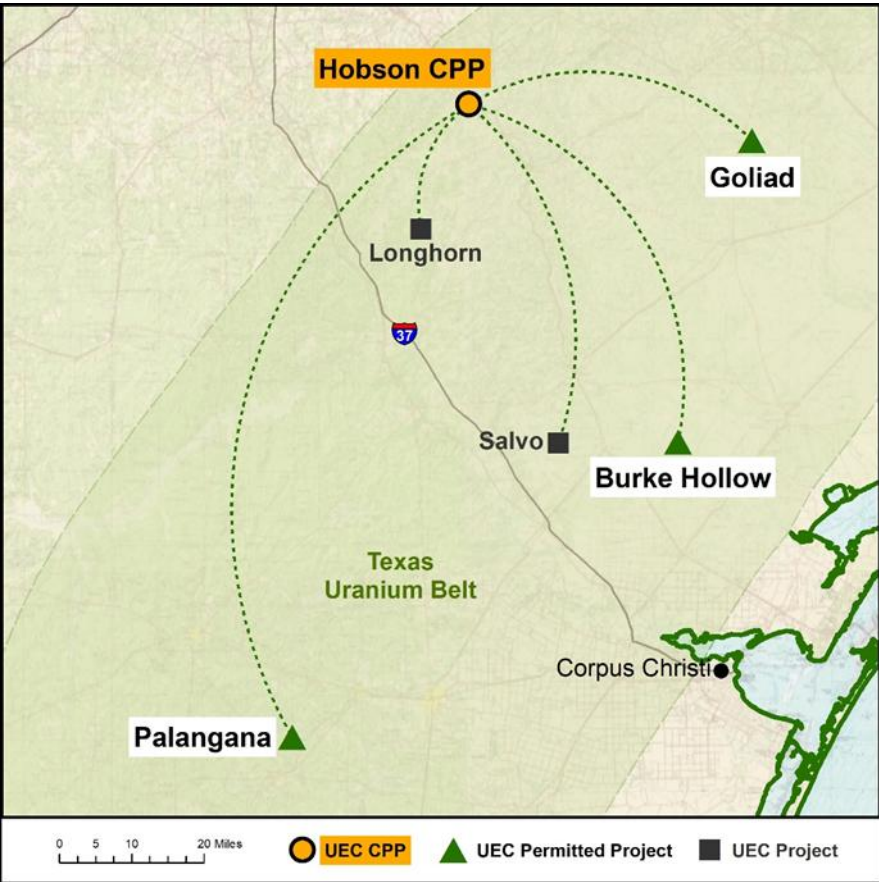 Hobson CPP
Goliad
Longhorn
37
Salvo
Burke Hollow
Texas
Uranium Belt
Corpus Christi
Palangana
0 5 10 20 Miles
UEC CPP UEC Permitted Project UEC Project